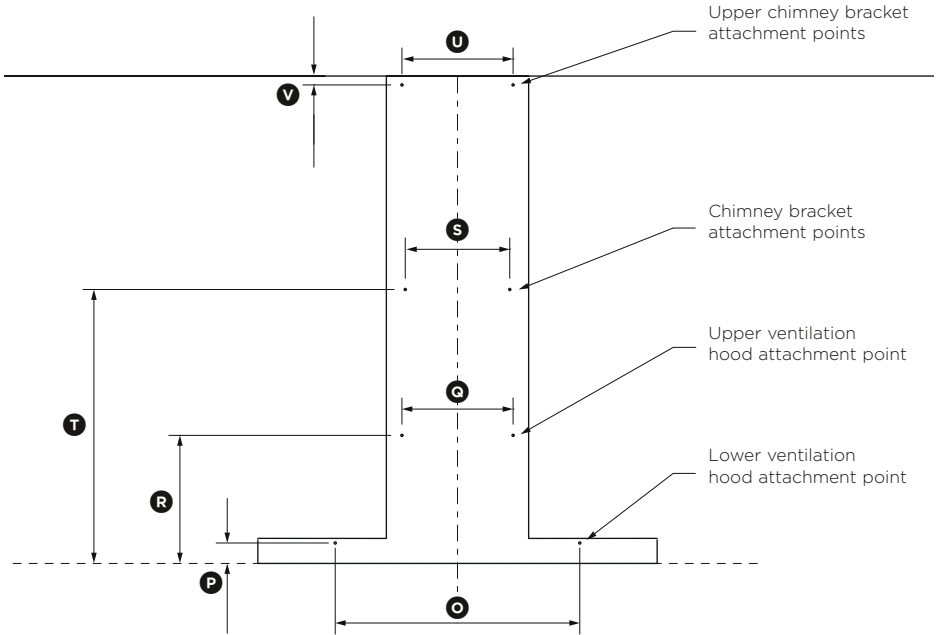 Upper chimney bracket
attachment points
U
V
Chimney bracket
attachment points
S
Upper ventilation
hood attachment point
Q
T
Lower ventilation
hood attachment point
R
P
O